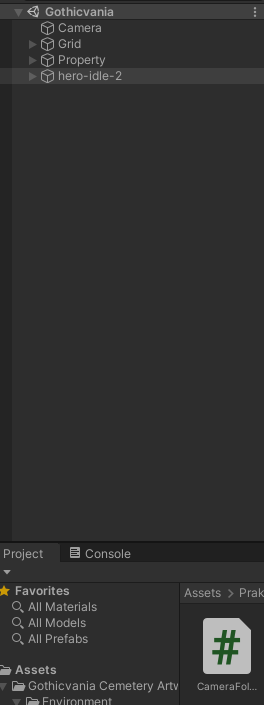 Gothicvania
Camera
Grid
Property
hero-idle-2
Project
Console
Favorites
All Materials
All Models
All Prefabs
Assets > Prak
Assets
Gothicvania Cemetery Artw
Environment
#
CameraFol...